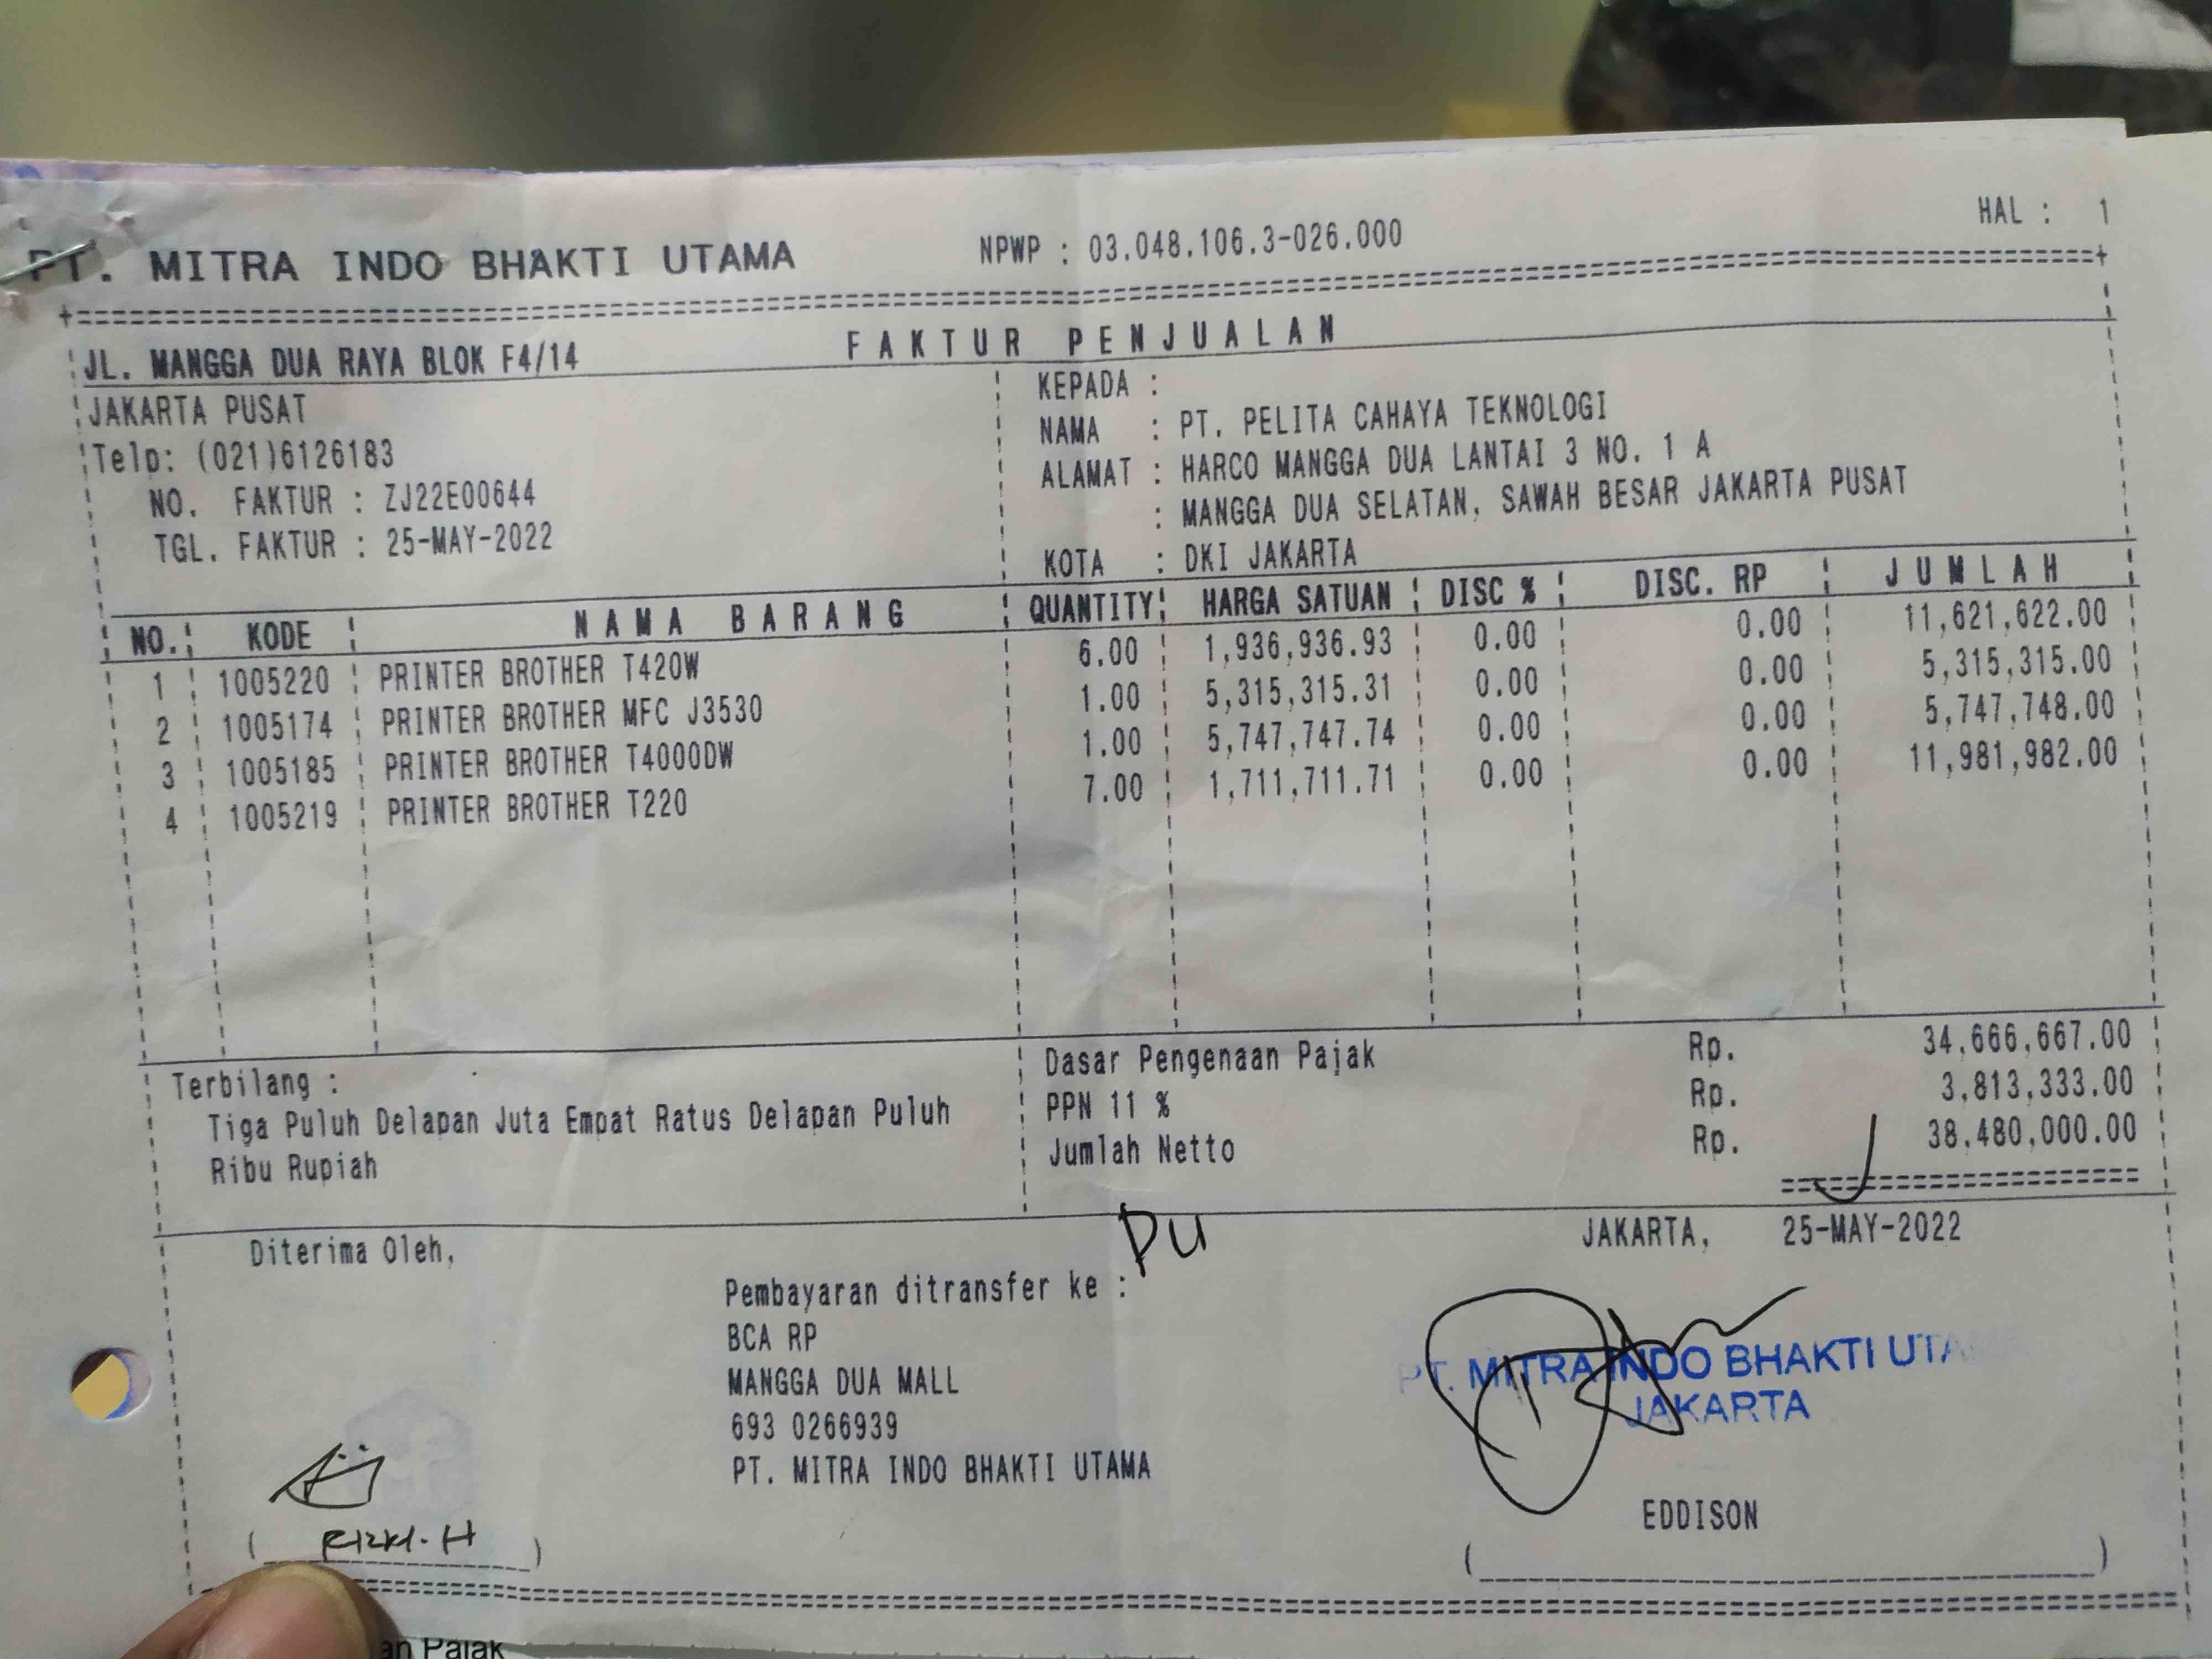 PT. MITRA INDO BHAKTI UTAMA NPWP : 03.048.106.3-026.000 HAL : 1
FAKTUR PENJUALAN
JL. MANGGA DUA RAYA BLOK F4/14
JAKARTA PUSAT
Telp: (021)6126183
NO. FAKTUR : ZJ22E00644
TGL. FAKTUR : 25-MAY-2022
KEPADA :
NAMA : PT. PELITA CAHAYA TEKNOLOGI
ALAMAT : HARCO MANGGA DUA LANTAI 3 NO. 1 A
: MANGGA DUA SELATAN, SAWAH BESAR JAKARTA PUSAT
KOTA : DKI JAKARTA
NO. KODE NAMA BARANG QUANTITY HARGA SATUAN DISC % DISC. RP JUMLAH
1 1005220 PRINTER BROTHER T420W 6.00 1,936,936.93 0.00 0.00 11,621,622.00
2 1005174 PRINTER BROTHER MFC J3530 1.00 5,315,315.31 0.00 0.00 5,315,315.00
3 1005185 PRINTER BROTHER T4000DW 1.00 5,747,747.74 0.00 0.00 5,747,748.00
4 1005219 PRINTER BROTHER T220 7.00 1,711,711.71 0.00 0.00 11,981,982.00
Terbilang :
Tiga Puluh Delapan Juta Empat Ratus Delapan Puluh
Ribu Rupiah
Dasar Pengenaan Pajak Rp. 34,666,667.00
PPN 11 % Rp. 3,813,333.00
Jumlah Netto Rp. 38,480,000.00
Diterima Oleh,
RIZKI. H
DU
Pembayaran ditransfer ke :
BCA RP
MANGGA DUA MALL
693 0266939
PT. MITRA INDO BHAKTI UTAMA
JAKARTA, 25-MAY-2022
PT. MITRA INDO BHAKTI UTA
JAKARTA
EDDISON
an Pajak